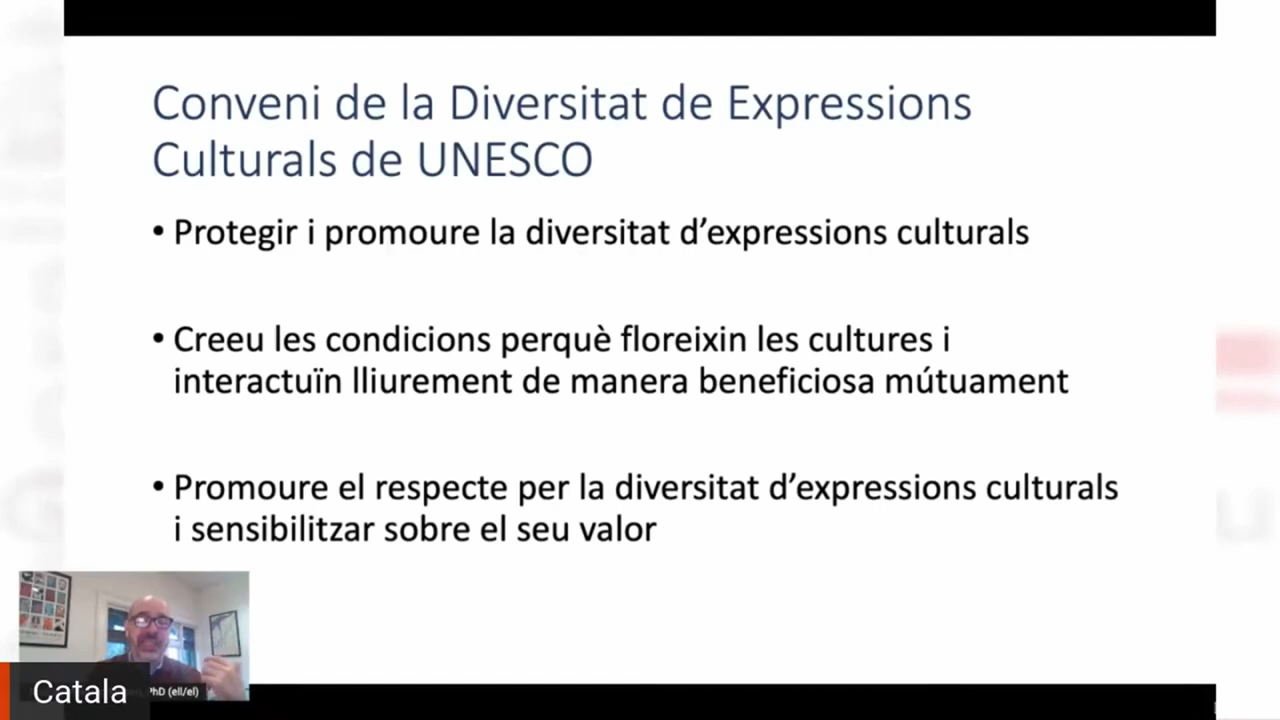 Conveni de la Diversitat de Expressions
Culturals de UNESCO
• Protegir i promoure la diversitat d’expressions culturals
• Creeu les condicions perquè floreixin les cultures i
interactuïn lliurement de manera beneficiosa mútuament
• Promoure el respecte per la diversitat d’expressions culturals
i sensibilitzar sobre el seu valor
PhD (ell/el)
Catala